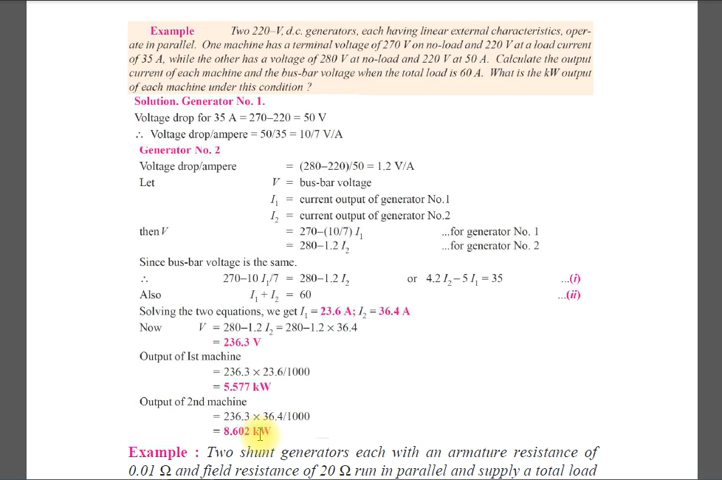 Example Two 220–V, d.c. generators, each having linear external characteristics, oper-
ate in parallel. One machine has a terminal voltage of 270 V on no-load and 220 V at a load current
of 35 A, while the other has a voltage of 280 V at no-load and 220 V at 50 A. Calculate the output
current of each machine and the bus-bar voltage when the total load is 60 A. What is the kW output
of each machine under this condition ?
Solution. Generator No. 1.
Voltage drop for 35 A = 270–220 = 50 V
∴ Voltage drop/ampere = 50/35 = 10/7 V/A
Generator No. 2
Voltage drop/ampere = (280–220)/50 = 1.2 V/A
Let V = bus-bar voltage
I₁ = current output of generator No.1
I₂ = current output of generator No.2
then V = 270–(10/7) I₁ ...for generator No. 1
= 280–1.2 I₂ ...for generator No. 2
Since bus-bar voltage is the same.
∴ 270–10 I₁/7 = 280–1.2 I₂ or 4.2 I₂–5 I₁ = 35 ...(i)
Also I₁ + I₂ = 60 ...(ii)
Solving the two equations, we get I₁ = 23.6 A; I₂ = 36.4 A
Now V = 280–1.2 I₂ = 280–1.2 × 36.4
= 236.3 V
Output of Ist machine
= 236.3 × 23.6/1000
= 5.577 kW
Output of 2nd machine
= 236.3 × 36.4/1000
= 8.602 kW
Example : Two shunt generators each with an armature resistance of
0.01 Ω and field resistance of 20 Ω run in parallel and supply a total load